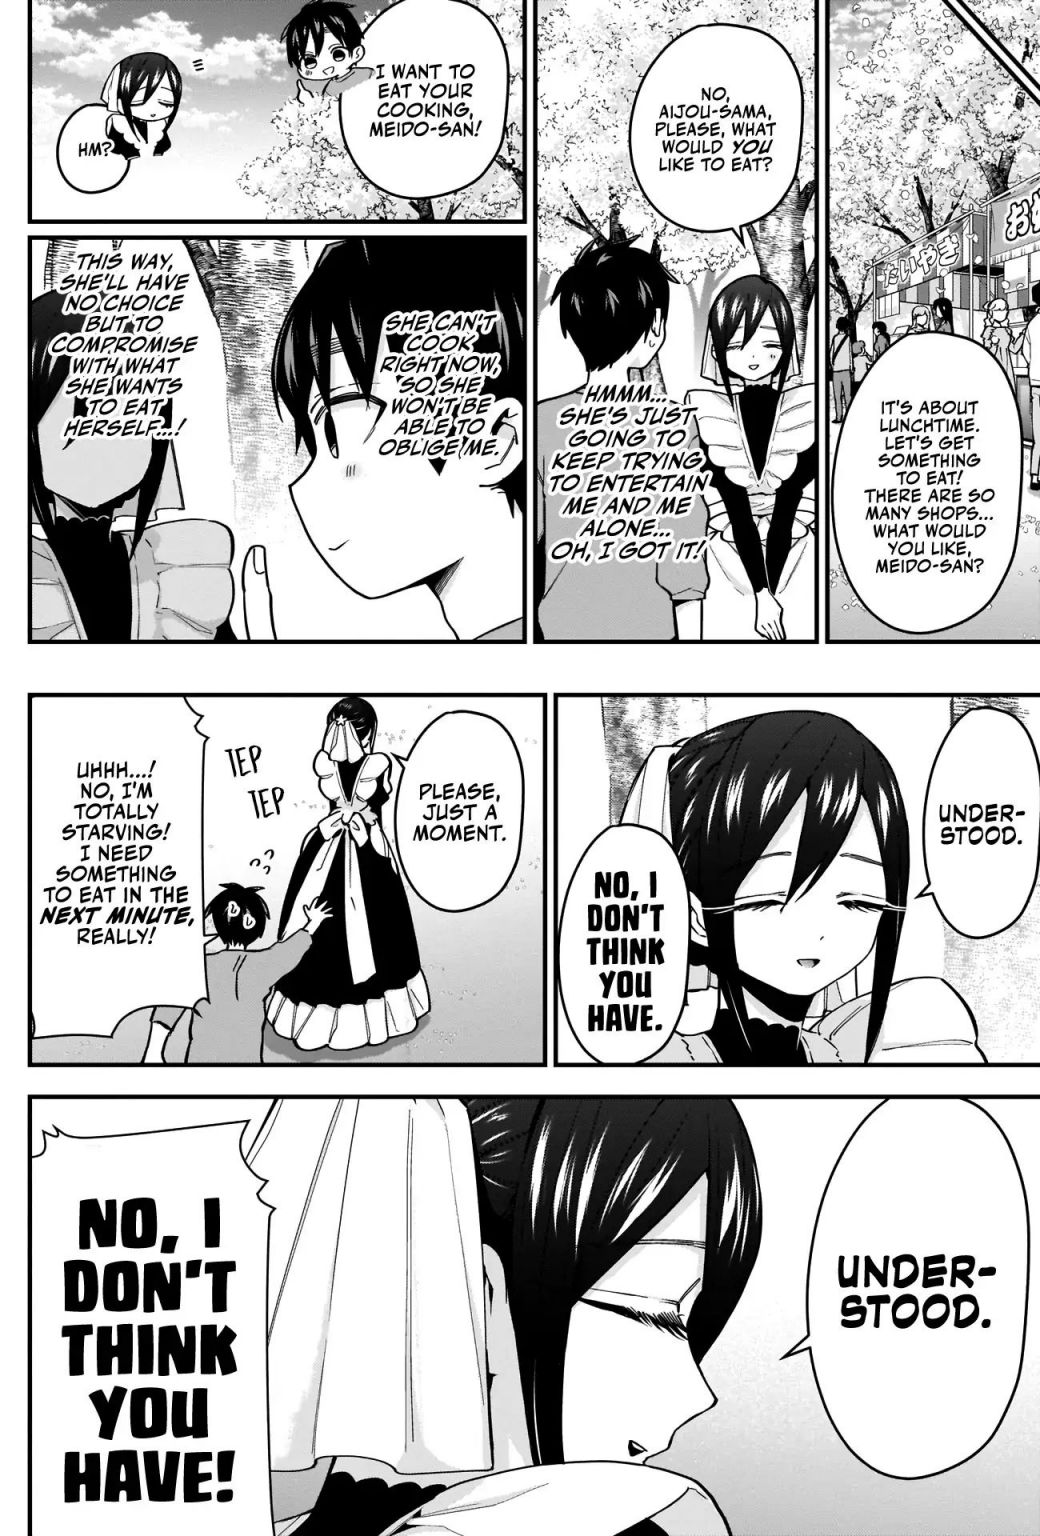 たいやき
IT'S ABOUT
LUNCHTIME.
LET'S GET
SOMETHING
TO EAT!
THERE ARE SO
MANY SHOPS...
WHAT WOULD
YOU LIKE,
MEIDO-SAN?
NO,
AIJOU-SAMA,
PLEASE, WHAT
WOULD YOU
LIKE TO EAT?
HMMM...
SHE'S JUST
GOING TO
KEEP TRYING
TO ENTERTAIN
ME AND ME
ALONE...
OH, I GOT IT!
I WANT TO
EAT YOUR
COOKING,
MEIDO-SAN!
HM?
SHE CAN'T
COOK
RIGHT NOW,
SO SHE
WON'T BE
ABLE TO
OBLIGE ME.
THIS WAY,
SHE'LL HAVE
NO CHOICE
BUT TO
COMPROMISE
WITH WHAT
SHE WANTS
TO EAT
HERSELF...!
UNDER-
STOOD.
NO, I
DON'T
THINK
YOU
HAVE.
PLEASE,
JUST A
MOMENT.
TEP
TEP
UHHH...!
NO, I'M
TOTALLY
STARVING!
I NEED
SOMETHING
TO EAT IN THE
NEXT MINUTE,
REALLY!
UNDER-
STOOD.
NO, I
DON'T
THINK
YOU
HAVE!